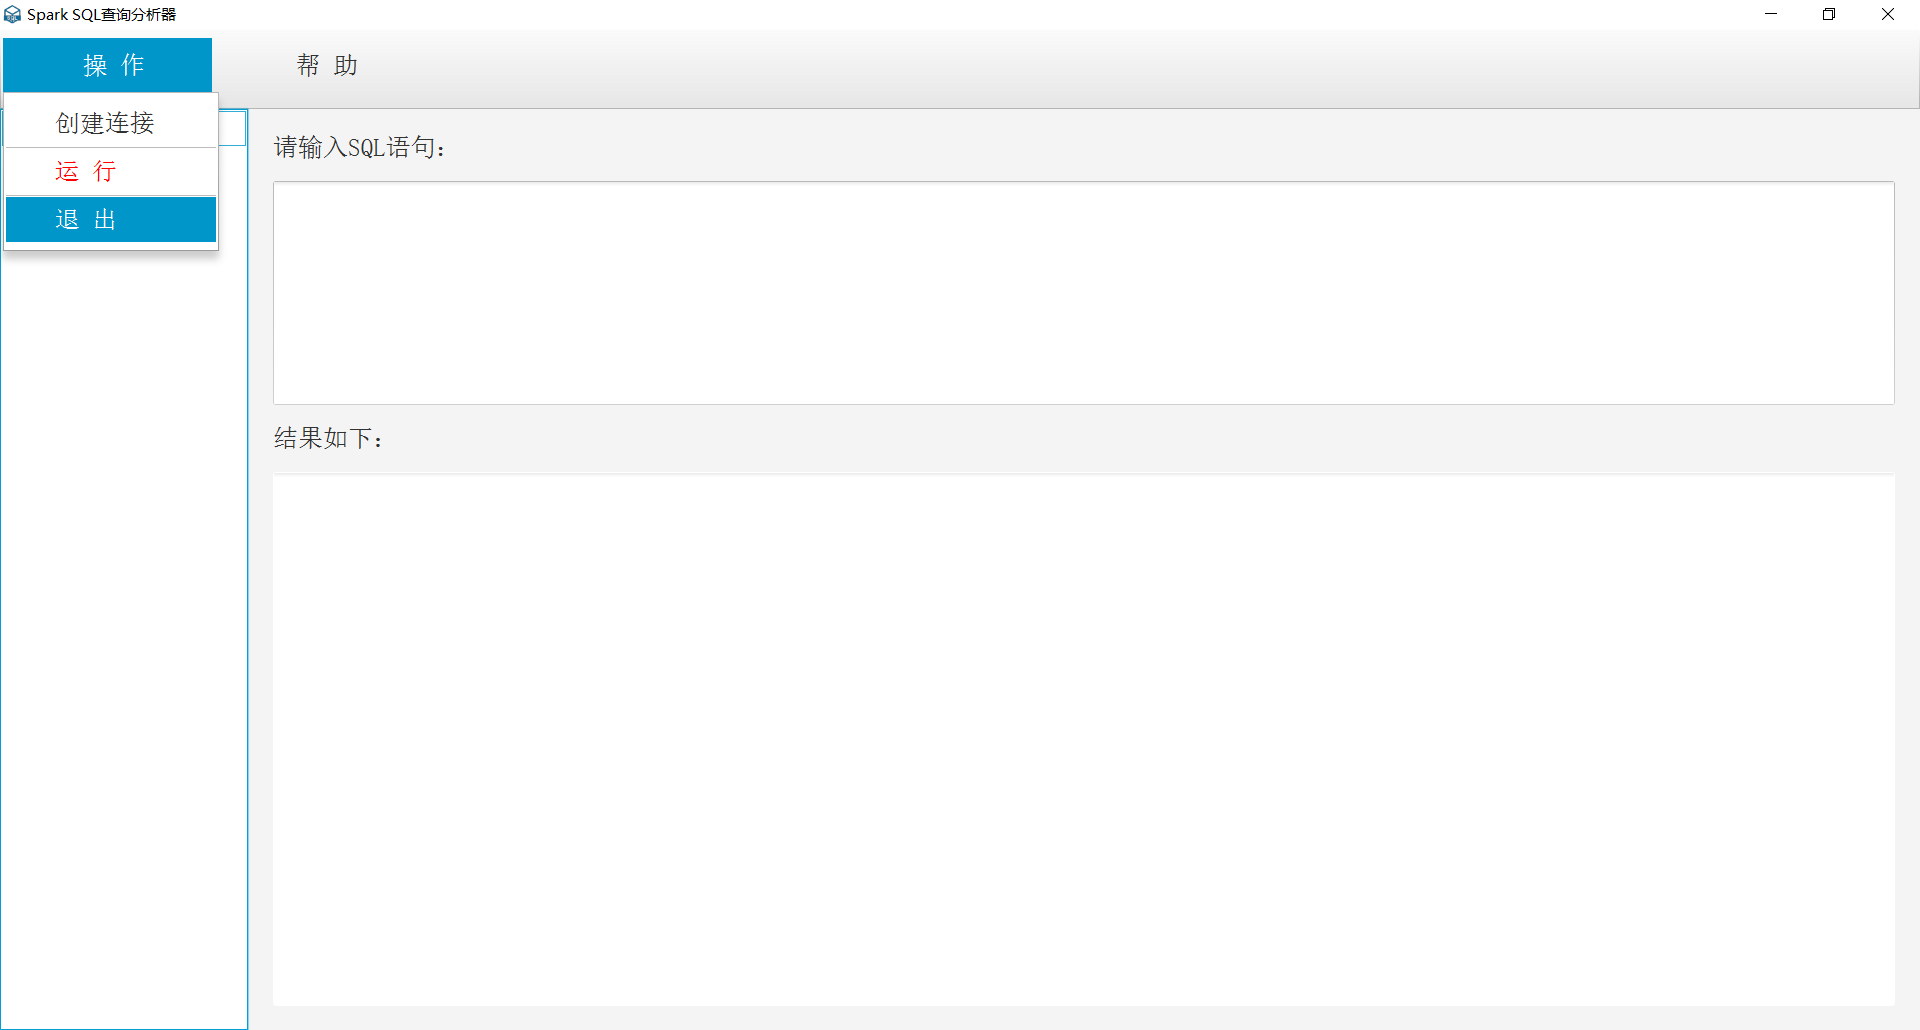 Spark SQL查询分析器
操 作
帮 助
创建连接
运 行
退 出
请输入SQL语句：
结果如下：